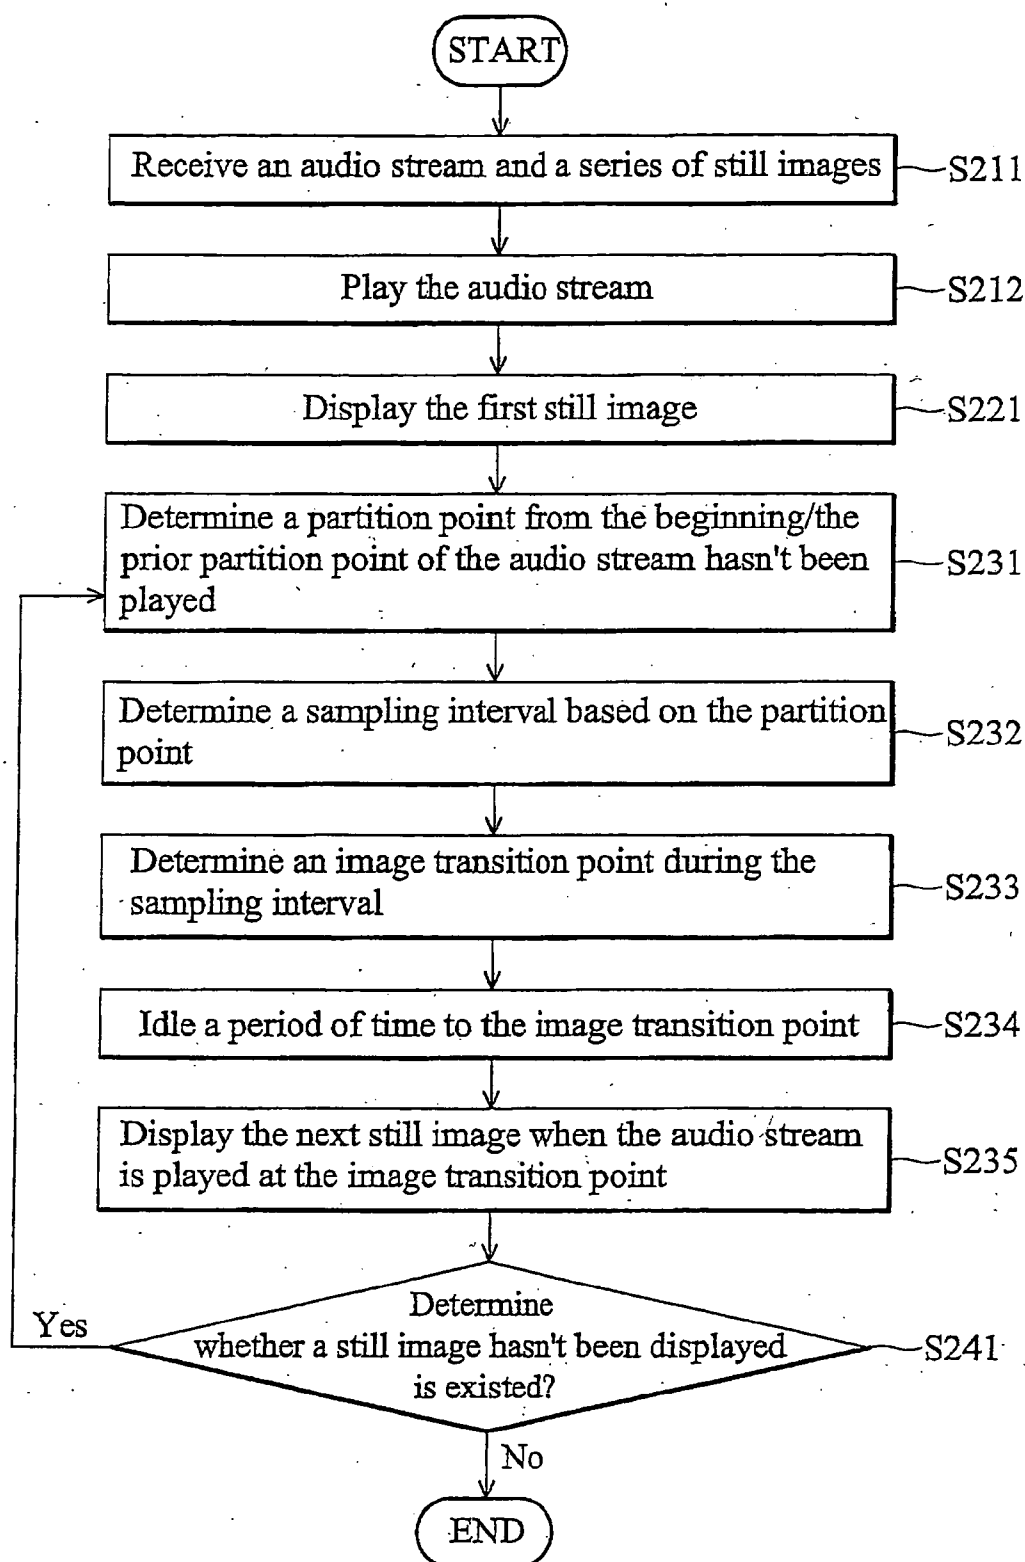 START
Receive an audio stream and a series of still images
S211
Play the audio stream
S212
Display the first still image
S221
Determine a partition point from the beginning/the
prior partition point of the audio stream hasn't been
played
S231
Determine a sampling interval based on the partition
point
S232
Determine an image transition point during the
sampling interval
S233
Idle a period of time to the image transition point
S234
Display the next still image when the audio stream
is played at the image transition point
S235
Determine
whether a still image hasn't been displayed
is existed?
S241
Yes
No
END